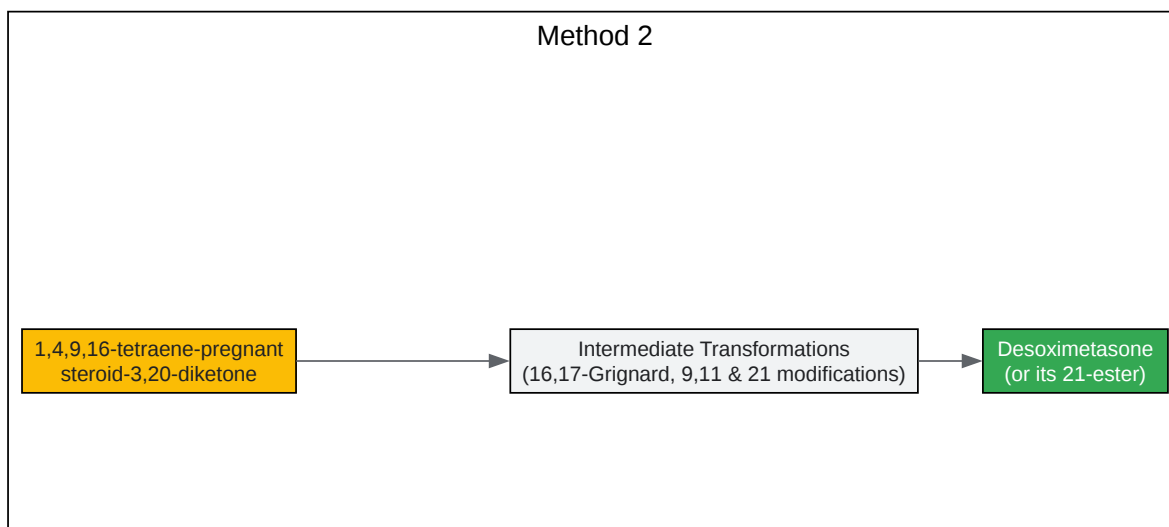 Method 2
1,4,9,16-tetraene-pregnant
steroid-3,20-diketone
Intermediate Transformations
(16,17-Grignard, 9,11 & 21 modifications)
Desoximetasone
(or its 21-ester)